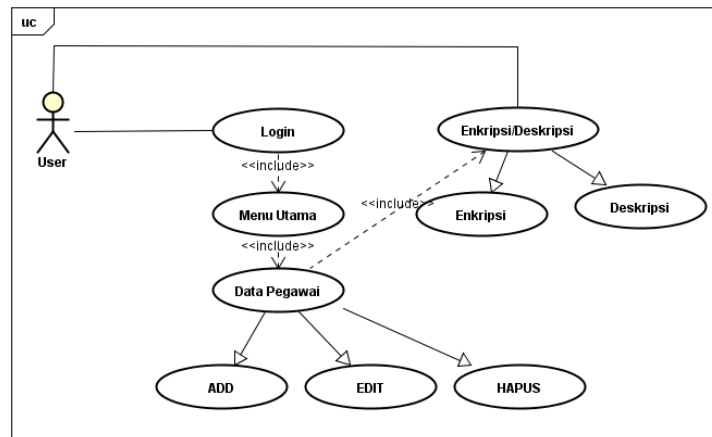 uc
User
Login
Enkripsi/Deskripsi
<<include>>
Menu Utama
<<include>>
Enkripsi
Deskripsi
<<include>>
Data Pegawai
ADD
EDIT
HAPUS